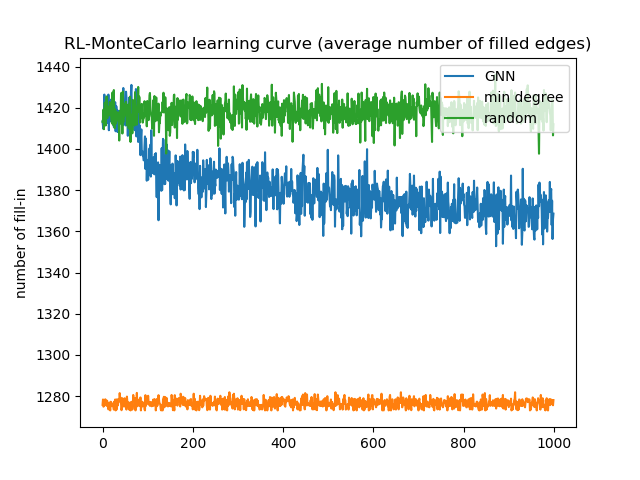 RL-MonteCarlo learning curve (average number of filled edges)
1440
1420
1400
1380
1360
1340
1320
1300
1280
number of fill-in
GNN
min degree
random
0 200 400 600 800 1000